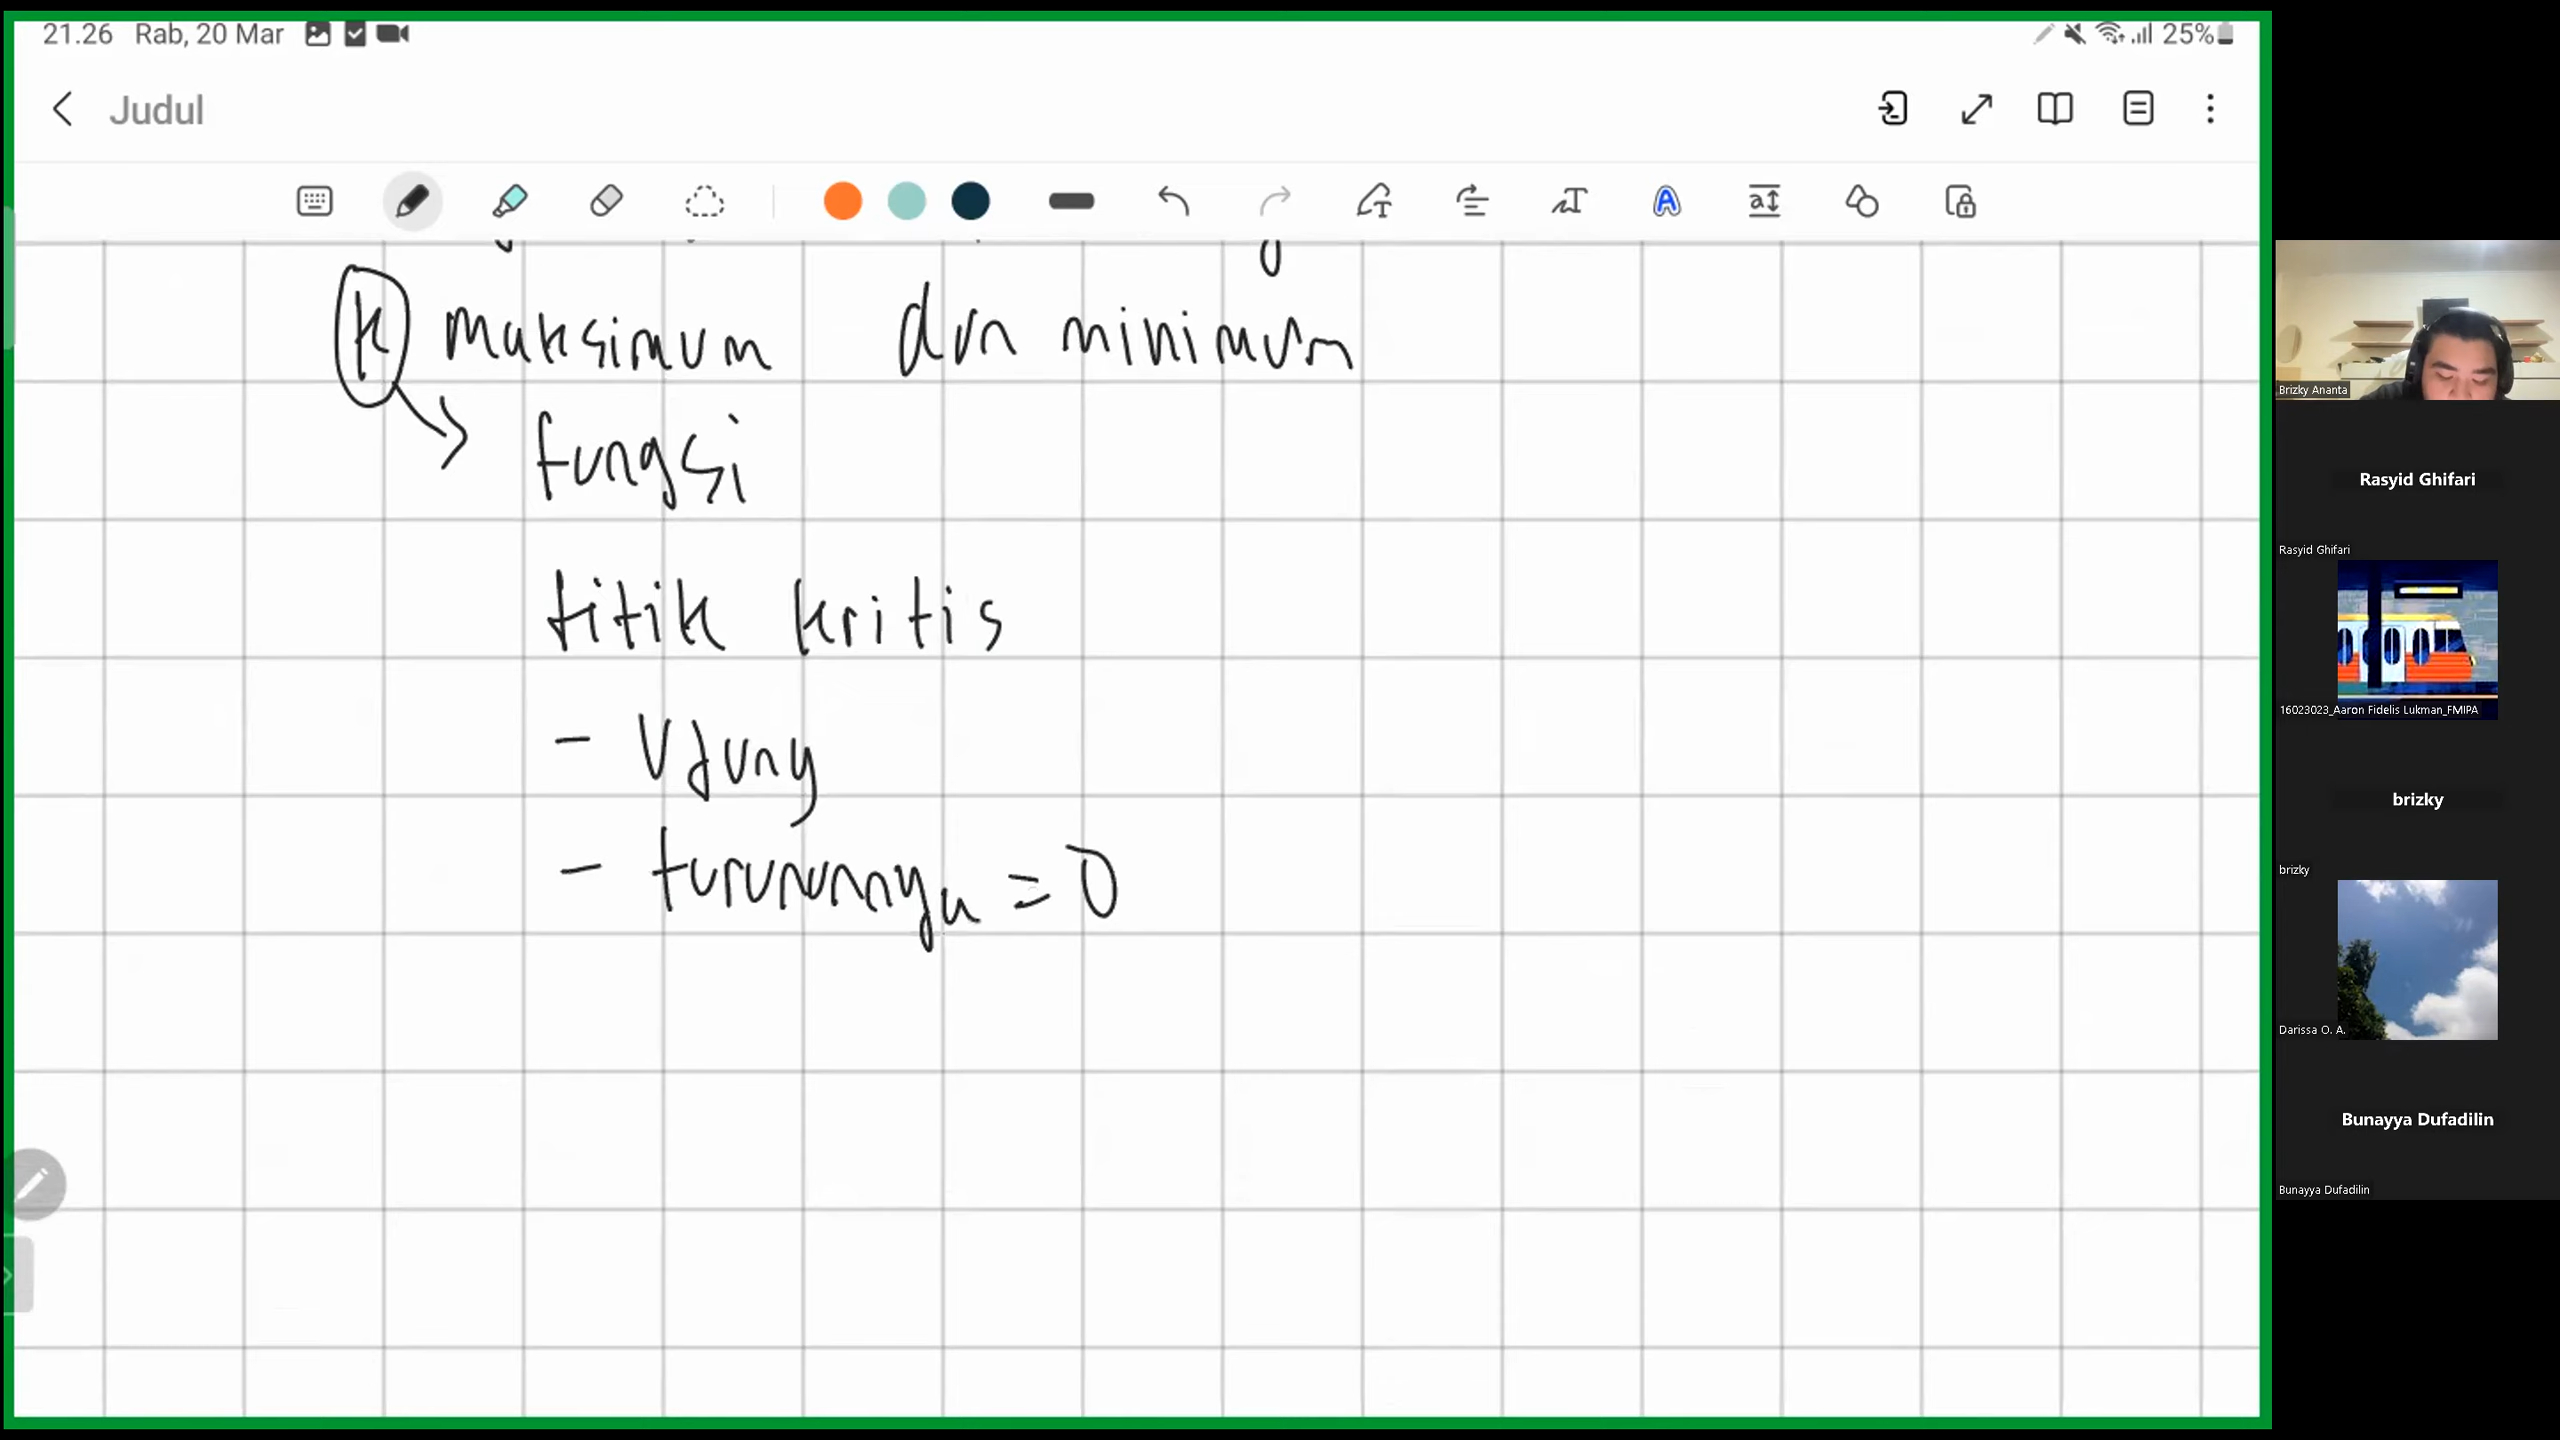 21.26 Rab, 20 Mar
25%
Judul
k maksimum dan minimum
fungsi
titik kritis
- Ujung
- turunannya = 0
Brizky Ananta
Rasyid Ghifari
Rasyid Ghifari
16023023_Aaron Fidelis Lukman_FMIPA
brizky
brizky
Darissa O. A.
Bunayya Dufadilin
Bunayya Dufadilin